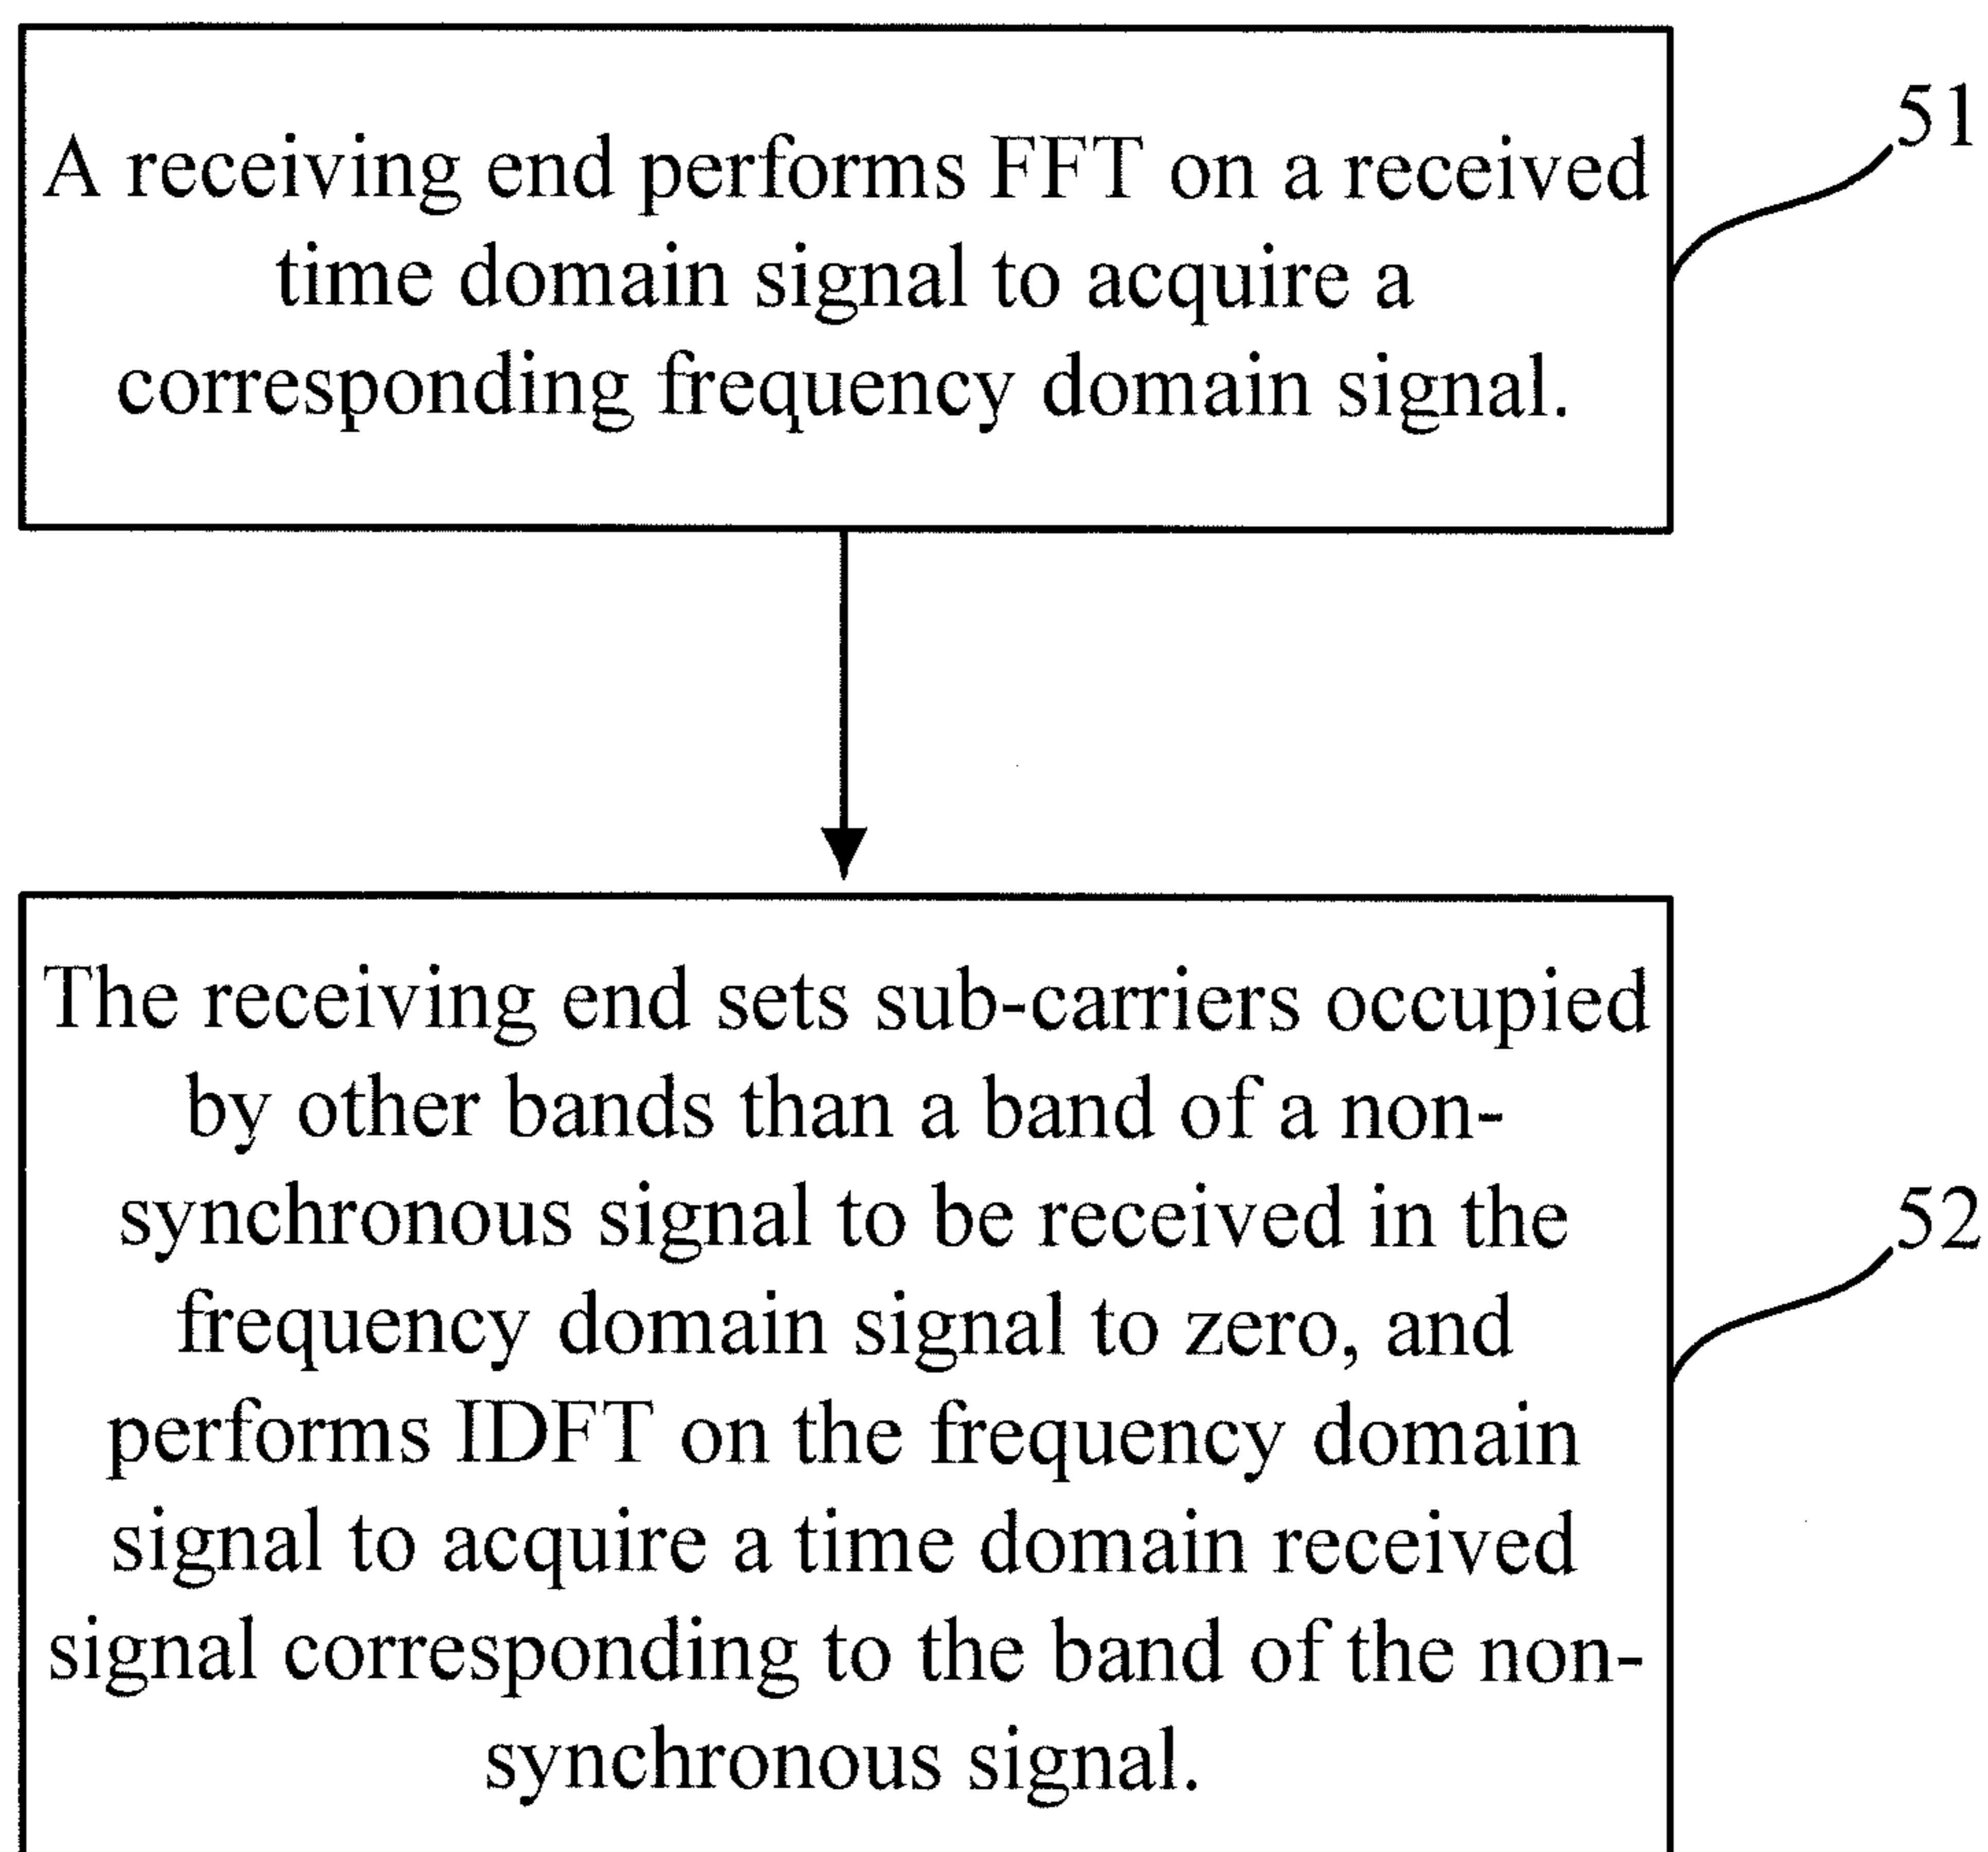 A receiving end performs FFT on a received
time domain signal to acquire a
corresponding frequency domain signal.
51
The receiving end sets sub-carriers occupied
by other bands than a band of a non-
synchronous signal to be received in the
frequency domain signal to zero, and
performs IDFT on the frequency domain
signal to acquire a time domain received
signal corresponding to the band of the non-
synchronous signal.
52